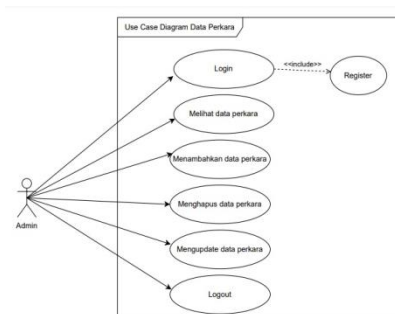 Use Case Diagram Data Perkara
Login
<<include>>
Register
Melihat data perkara
Menambahkan data perkara
Menghapus data perkara
Admin
Mengupdate data perkara
Logout